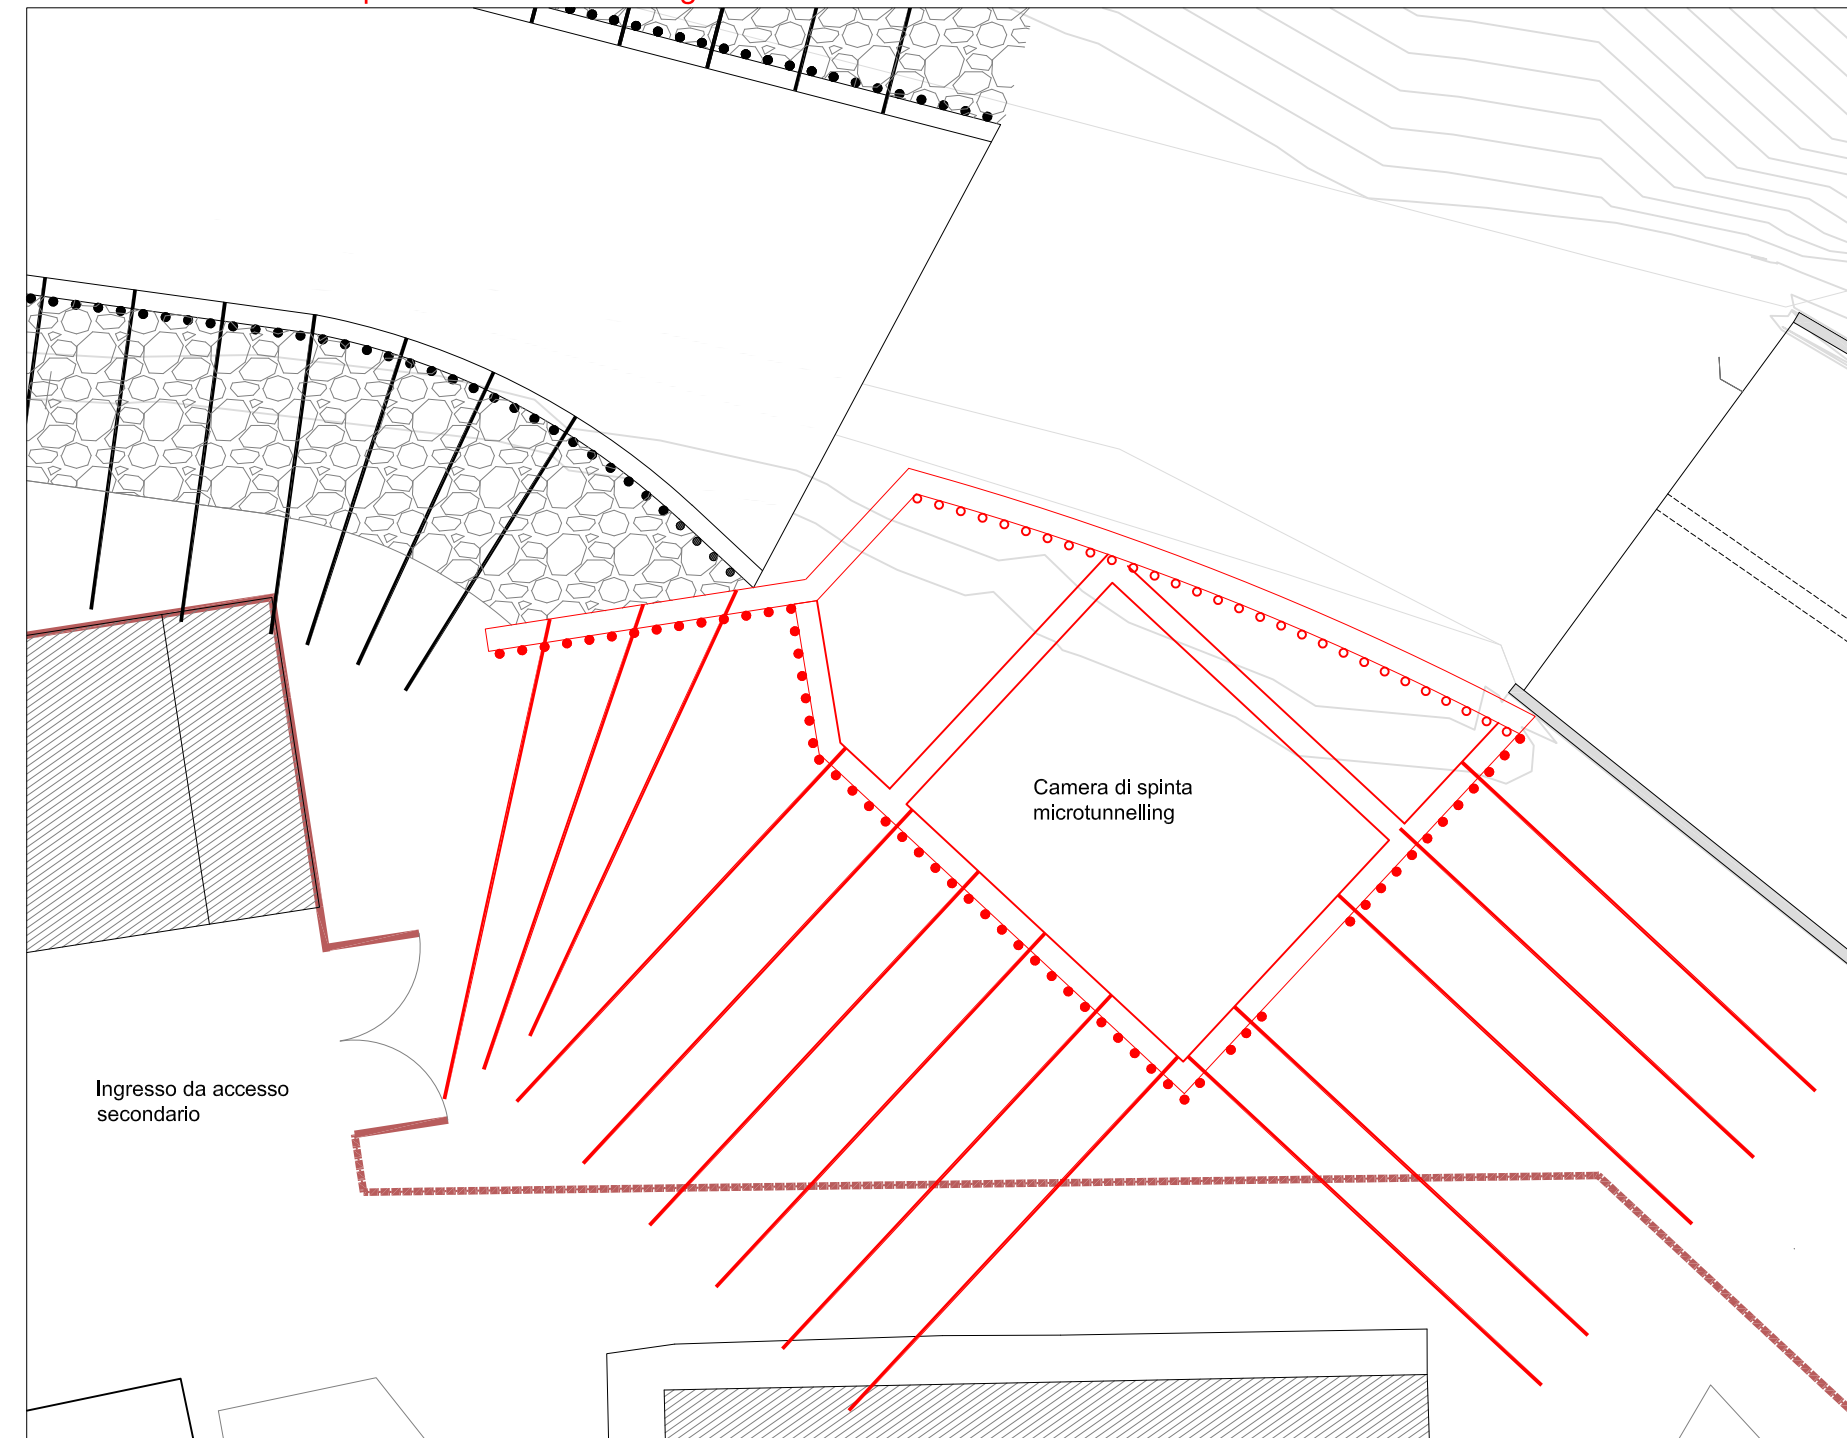 Camera di spinta
microtunnelling
Ingresso da accesso
secondario